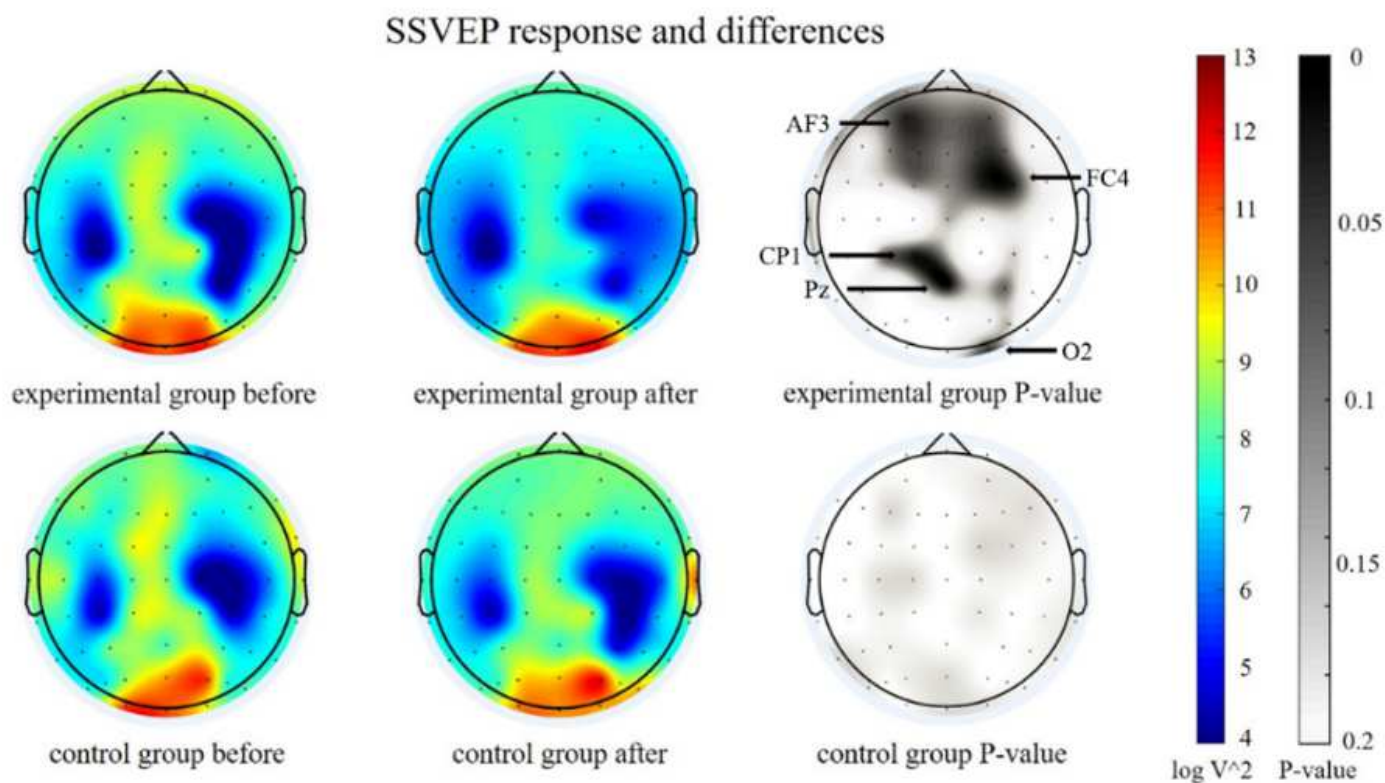 SSVEP response and differences
AF3
FC4
CP1
Pz
O2
experimental group before
experimental group after
experimental group P-value
control group before
control group after
control group P-value
13
12
11
10
9
8
7
6
5
4
log V^2
0
0.05
0.1
0.15
0.2
P-value